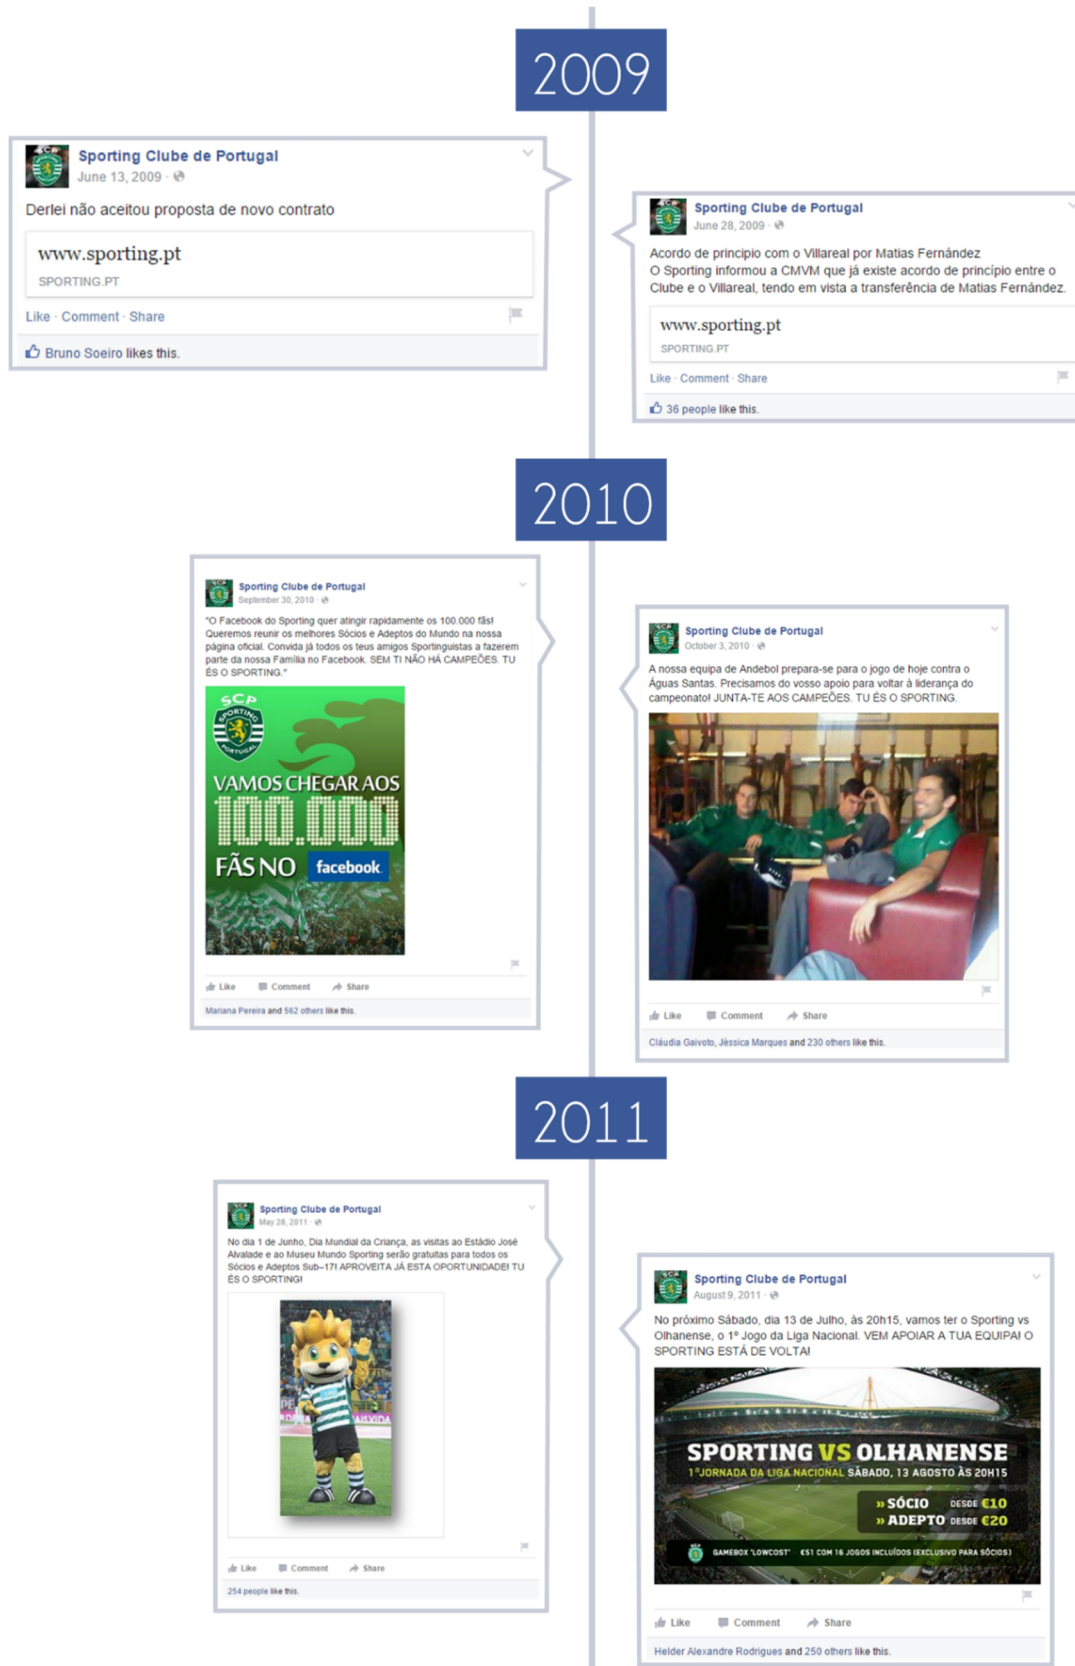 2009
Sporting Clube de Portugal
June 13, 2009 ·
Derlei não aceitou proposta de novo contrato
www.sporting.pt
SPORTING.PT
Like · Comment · Share
Bruno Soeiro likes this.
Sporting Clube de Portugal
June 28, 2009 ·
Acordo de principio com o Villareal por Matias Fernández
O Sporting informou a CMVM que já existe acordo de princípio entre o
Clube e o Villareal, tendo em vista a transferência de Matias Fernández.
www.sporting.pt
SPORTING.PT
Like · Comment · Share
36 people like this.
2010
Sporting Clube de Portugal
September 30, 2010 ·
"O Facebook do Sporting quer atingir rapidamente os 100.000 fãs!
Queremos reunir os melhores Sócios e Adeptos do Mundo na nossa
página oficial. Convida já todos os teus amigos Sportinguistas a fazerem
parte da nossa Família no Facebook. SEM TI NÃO HÁ CAMPEÕES. TU
ÉS O SPORTING."
SCP
SPORTING
PORTUGAL
VAMOS CHEGAR AOS
100.000
FÃS NO facebook
Like Comment Share
Mariana Pereira and 562 others like this.
Sporting Clube de Portugal
October 3, 2010 ·
A nossa equipa de Andebol prepara-se para o jogo de hoje contra o
Águas Santas. Precisamos do vosso apoio para voltar à liderança do
campeonato! JUNTA-TE AOS CAMPEÕES. TU ÉS O SPORTING.
Like Comment Share
Cláudia Gaivoto, Jéssica Marques and 230 others like this.
2011
Sporting Clube de Portugal
May 28, 2011 ·
No dia 1 de Junho, Dia Mundial da Criança, as visitas ao Estádio José
Alvalade e ao Museu Mundo Sporting serão gratuitas para todos os
Sócios e Adeptos Sub–17! APROVEITA JÁ ESTA OPORTUNIDADE! TU
ÉS O SPORTING!
Like Comment Share
254 people like this.
Sporting Clube de Portugal
August 9, 2011 ·
No próximo Sábado, dia 13 de Julho, às 20h15, vamos ter o Sporting vs
Olhanense, o 1º Jogo da Liga Nacional. VEM APOIAR A TUA EQUIPA! O
SPORTING ESTÁ DE VOLTA!
SPORTING VS OLHANENSE
1ªJORNADA DA LIGA NACIONAL SÁBADO, 13 AGOSTO ÀS 20H15
» SÓCIO DESDE €10
» ADEPTO DESDE €20
GAMEBOX "LOWCOST" €51 COM 16 JOGOS INCLUÍDOS (EXCLUSIVO PARA SÓCIOS)
Like Comment Share
Helder Alexandre Rodrigues and 250 others like this.